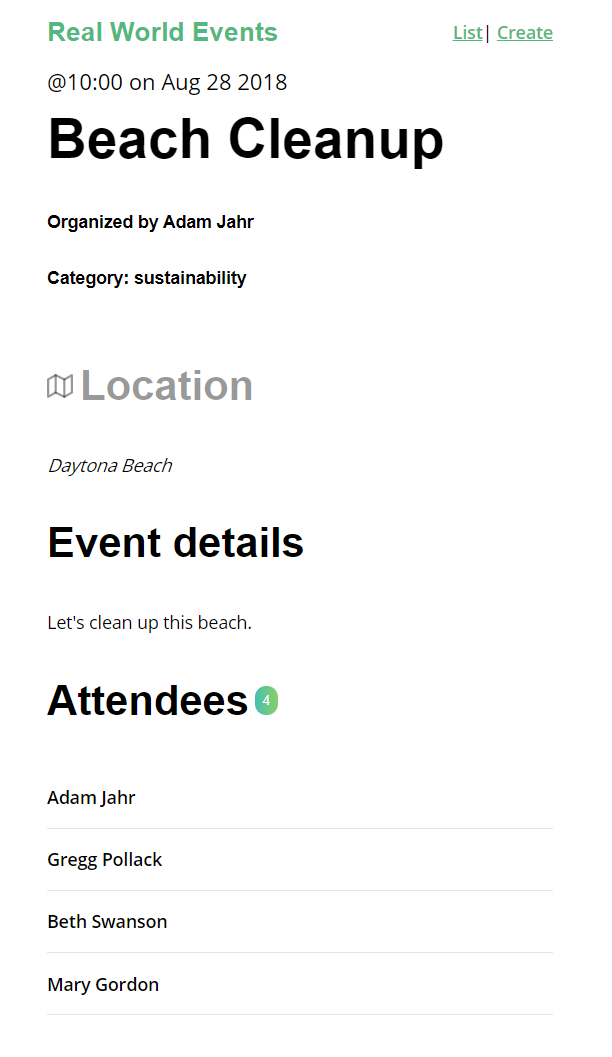 Real World Events List| Create
@10:00 on Aug 28 2018
Beach Cleanup
Organized by Adam Jahr
Category: sustainability
Location
Daytona Beach
Event details
Let's clean up this beach.
Attendees 4
Adam Jahr
Gregg Pollack
Beth Swanson
Mary Gordon